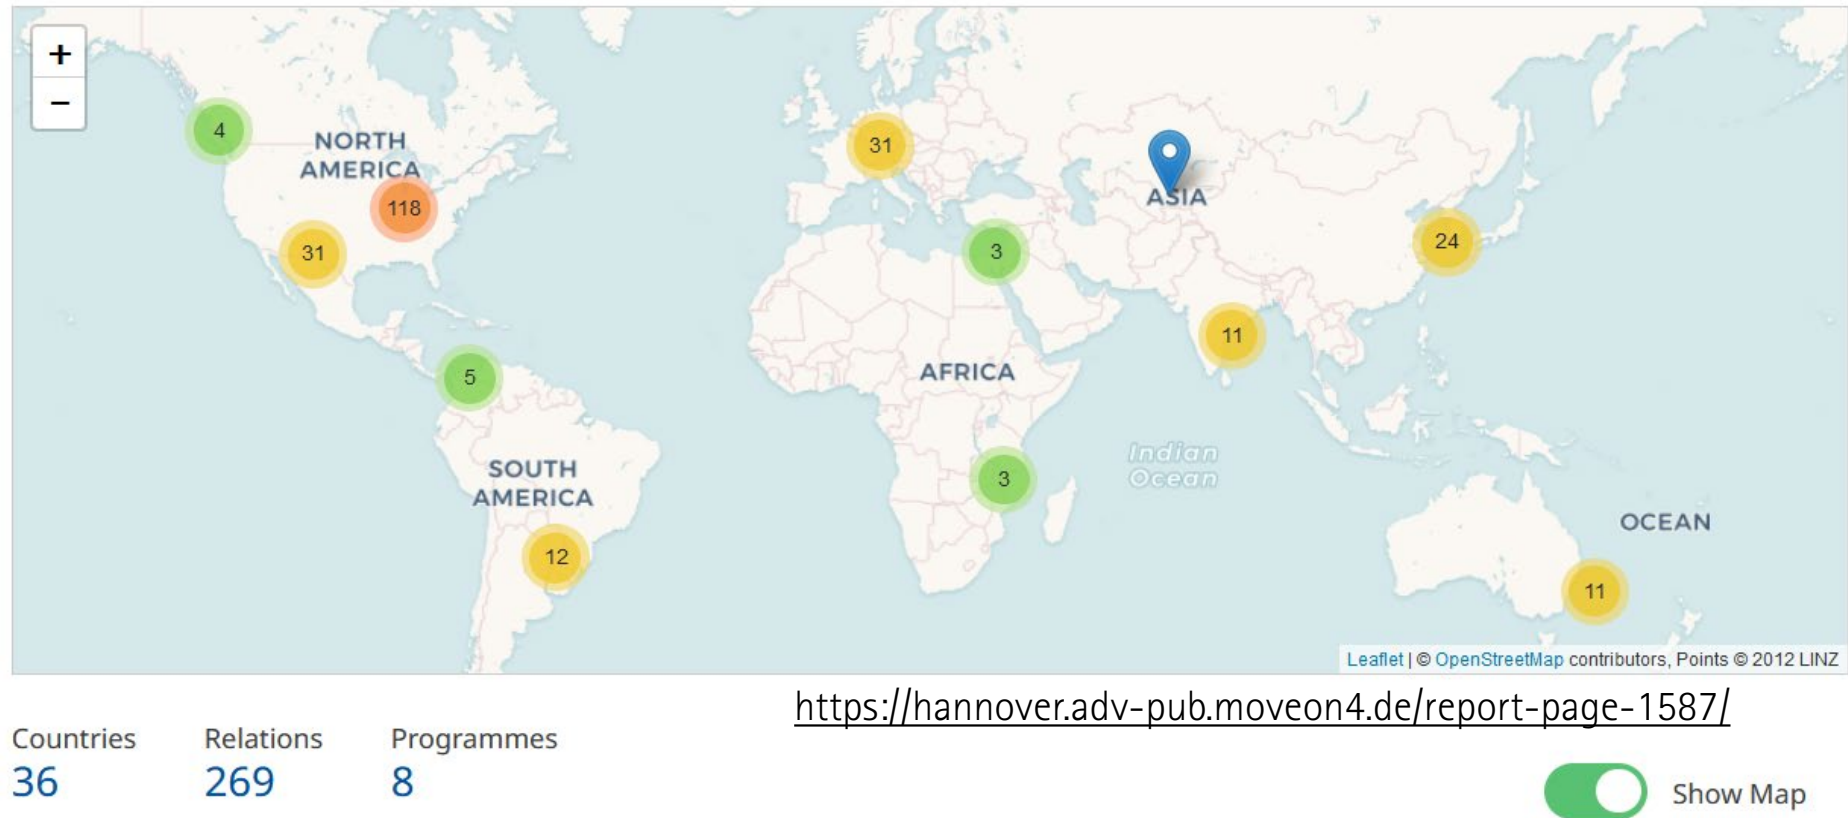 +
−
4
NORTH
AMERICA
118
31
31
ASIA
3
24
11
5
AFRICA
Indian
Ocean
SOUTH
AMERICA
3
12
OCEAN
11
Leaflet | © OpenStreetMap contributors, Points © 2012 LINZ
https://hannover.adv-pub.moveon4.de/report-page-1587/
Countries
36
Relations
269
Programmes
8
Show Map